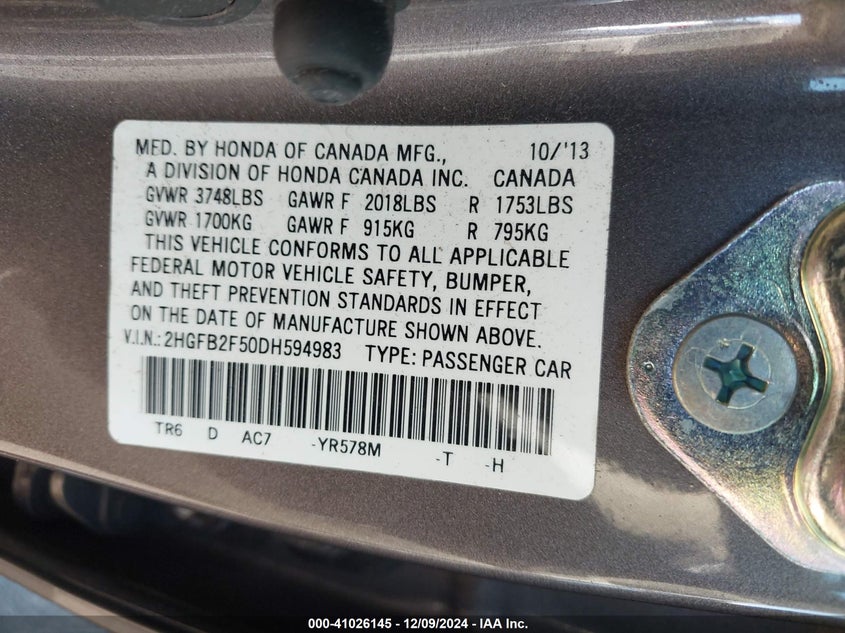 MFD. BY HONDA OF CANADA MFG., 10/'13
A DIVISION OF HONDA CANADA INC. CANADA
GVWR 3748LBS GAWR F 2018LBS R 1753LBS
GVWR 1700KG GAWR F 915KG R 795KG
THIS VEHICLE CONFORMS TO ALL APPLICABLE
FEDERAL MOTOR VEHICLE SAFETY, BUMPER,
AND THEFT PREVENTION STANDARDS IN EFFECT
ON THE DATE OF MANUFACTURE SHOWN ABOVE.
V.I.N.: 2HGFB2F50DH594983 TYPE: PASSENGER CAR
TR6 D AC7 -YR578M -T -H
000-41026145 - 12/09/2024 - IAA Inc.